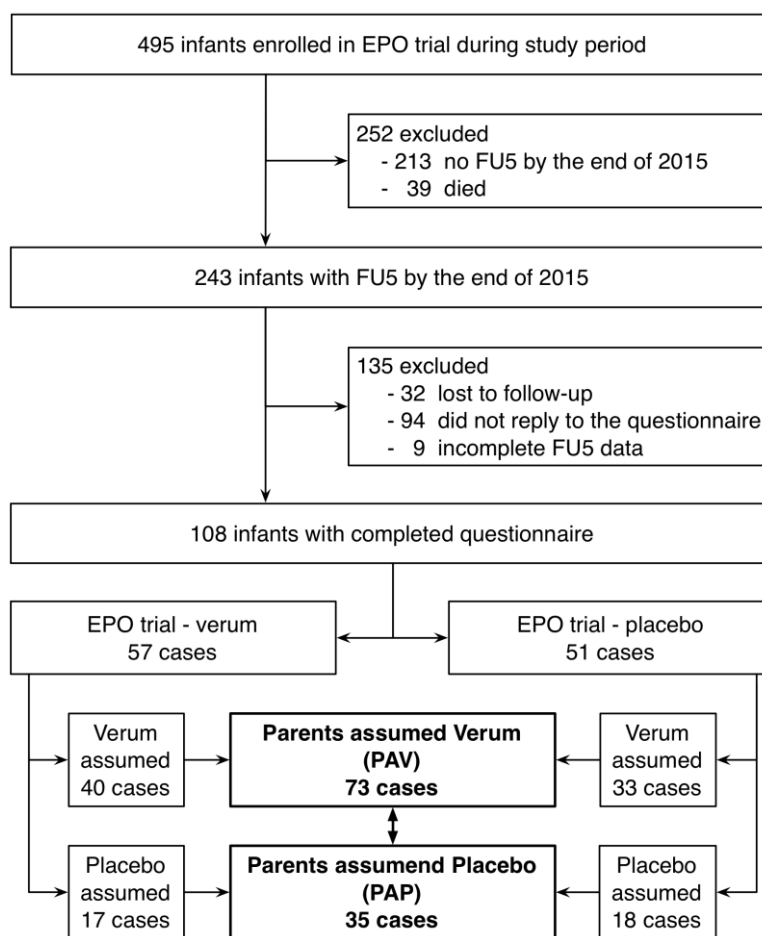 495 infants enrolled in EPO trial during study period
252 excluded
- 213 no FU5 by the end of 2015
- 39 died
243 infants with FU5 by the end of 2015
135 excluded
- 32 lost to follow-up
- 94 did not reply to the questionnaire
- 9 incomplete FU5 data
108 infants with completed questionnaire
EPO trial - verum
57 cases
EPO trial - placebo
51 cases
Verum
assumed
40 cases
Parents assumed Verum
(PAV)
73 cases
Verum
assumed
33 cases
Placebo
assumed
17 cases
Parents assumend Placebo
(PAP)
35 cases
Placebo
assumed
18 cases